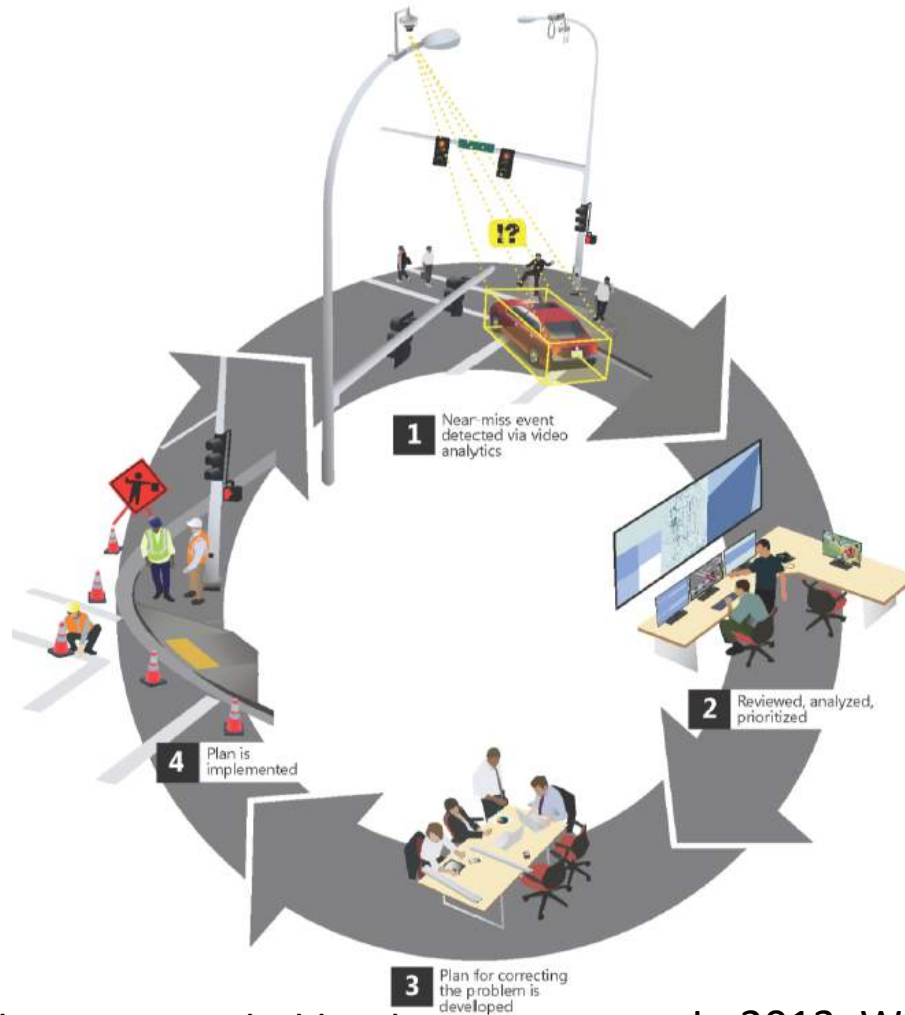 !?
1
Near-miss event
detected via video
analytics
2
Reviewed, analyzed,
prioritized
4
Plan is
implemented
3
Plan for correcting
the problem is
developed
2012. W